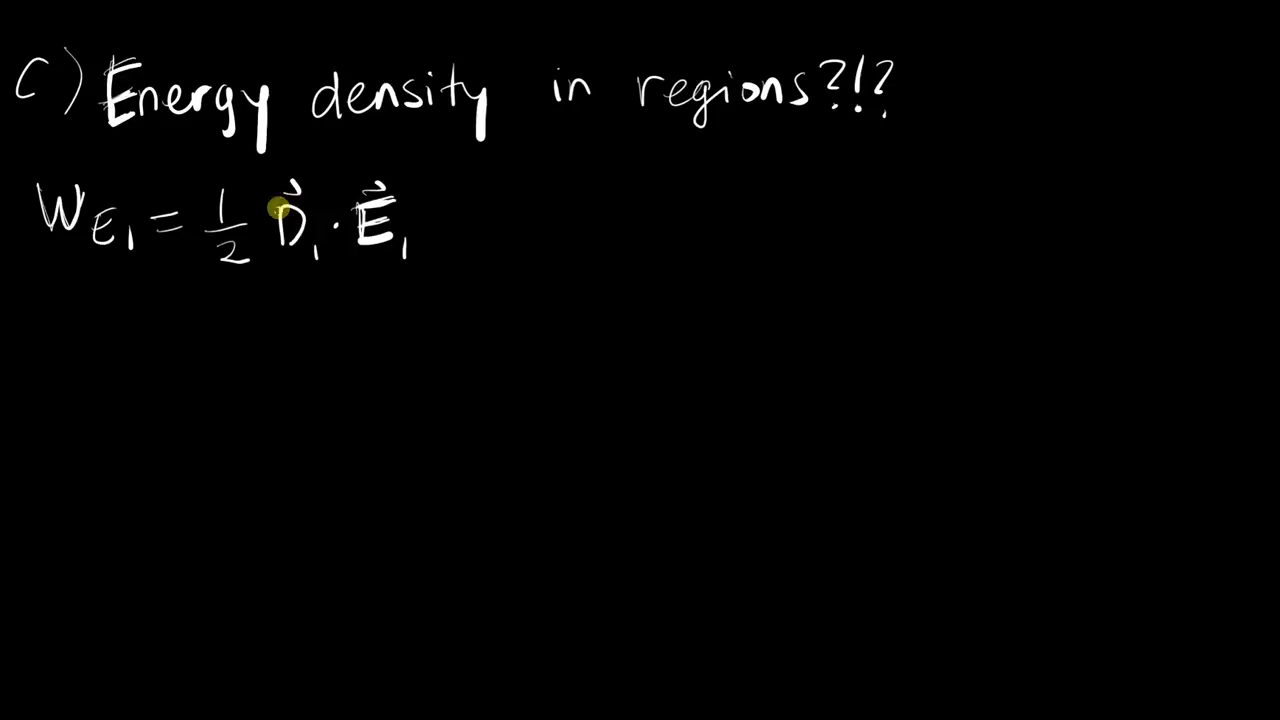 C) Energy density in regions?!?
W_E₁ = 1/2 D⃗₁ · E⃗₁